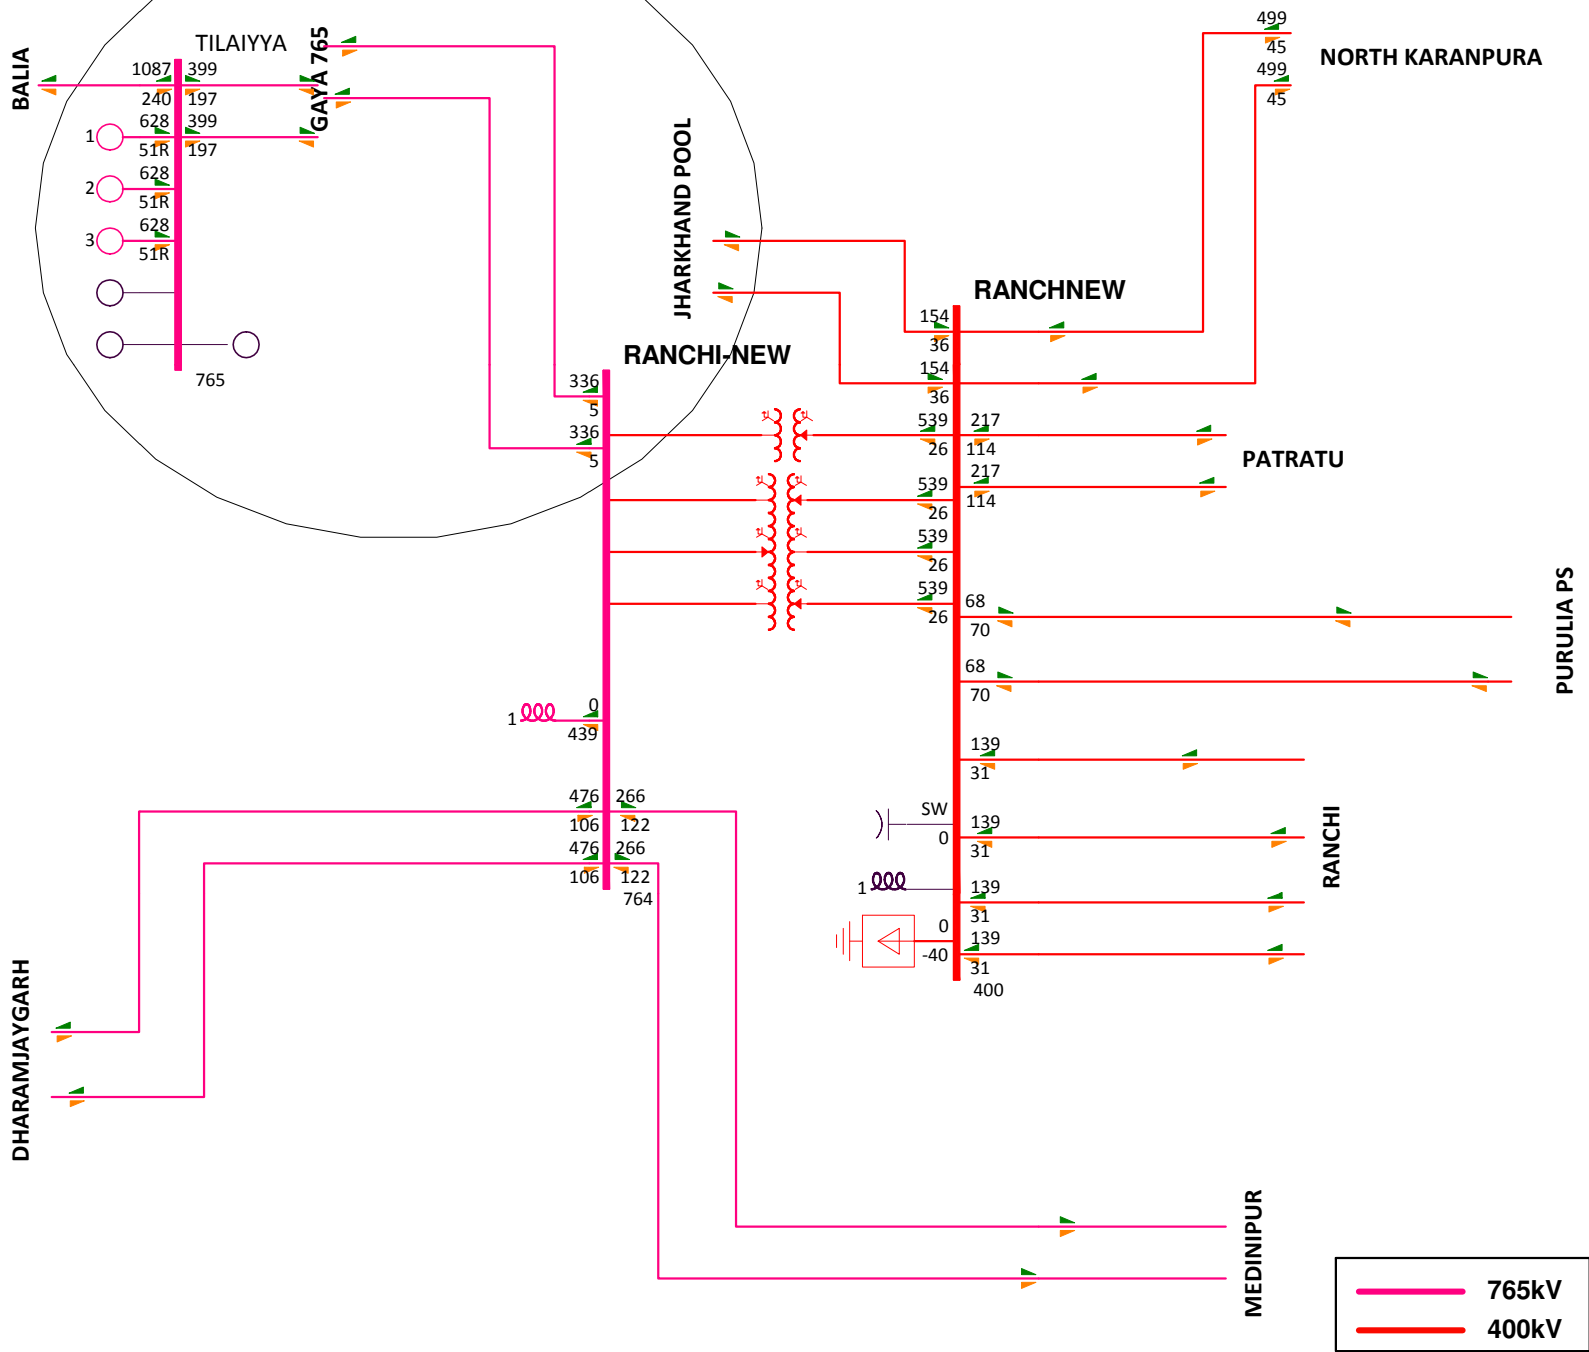 BALIA
TILAIYYA
GAYA 765
1087 399
240 197
1 628 399
51R 197
2 628
51R
3 628
51R
765
499
45
499
45
NORTH KARANPURA
JHARKHAND POOL
RANCHNEW
154
36
154
36
RANCHI-NEW
336
5
336
5
539 217
26 114
539 217
26 114
539
26
539
26
PATRATU
68
70
68
70
PURULIA PS
1 0
439
139
31
SW
0
139
31
1
139
31
0
-40
139
31
400
RANCHI
476 266
106 122
476 266
106 122
764
DHARAMJAYGARH
MEDINIPUR
765kV
400kV